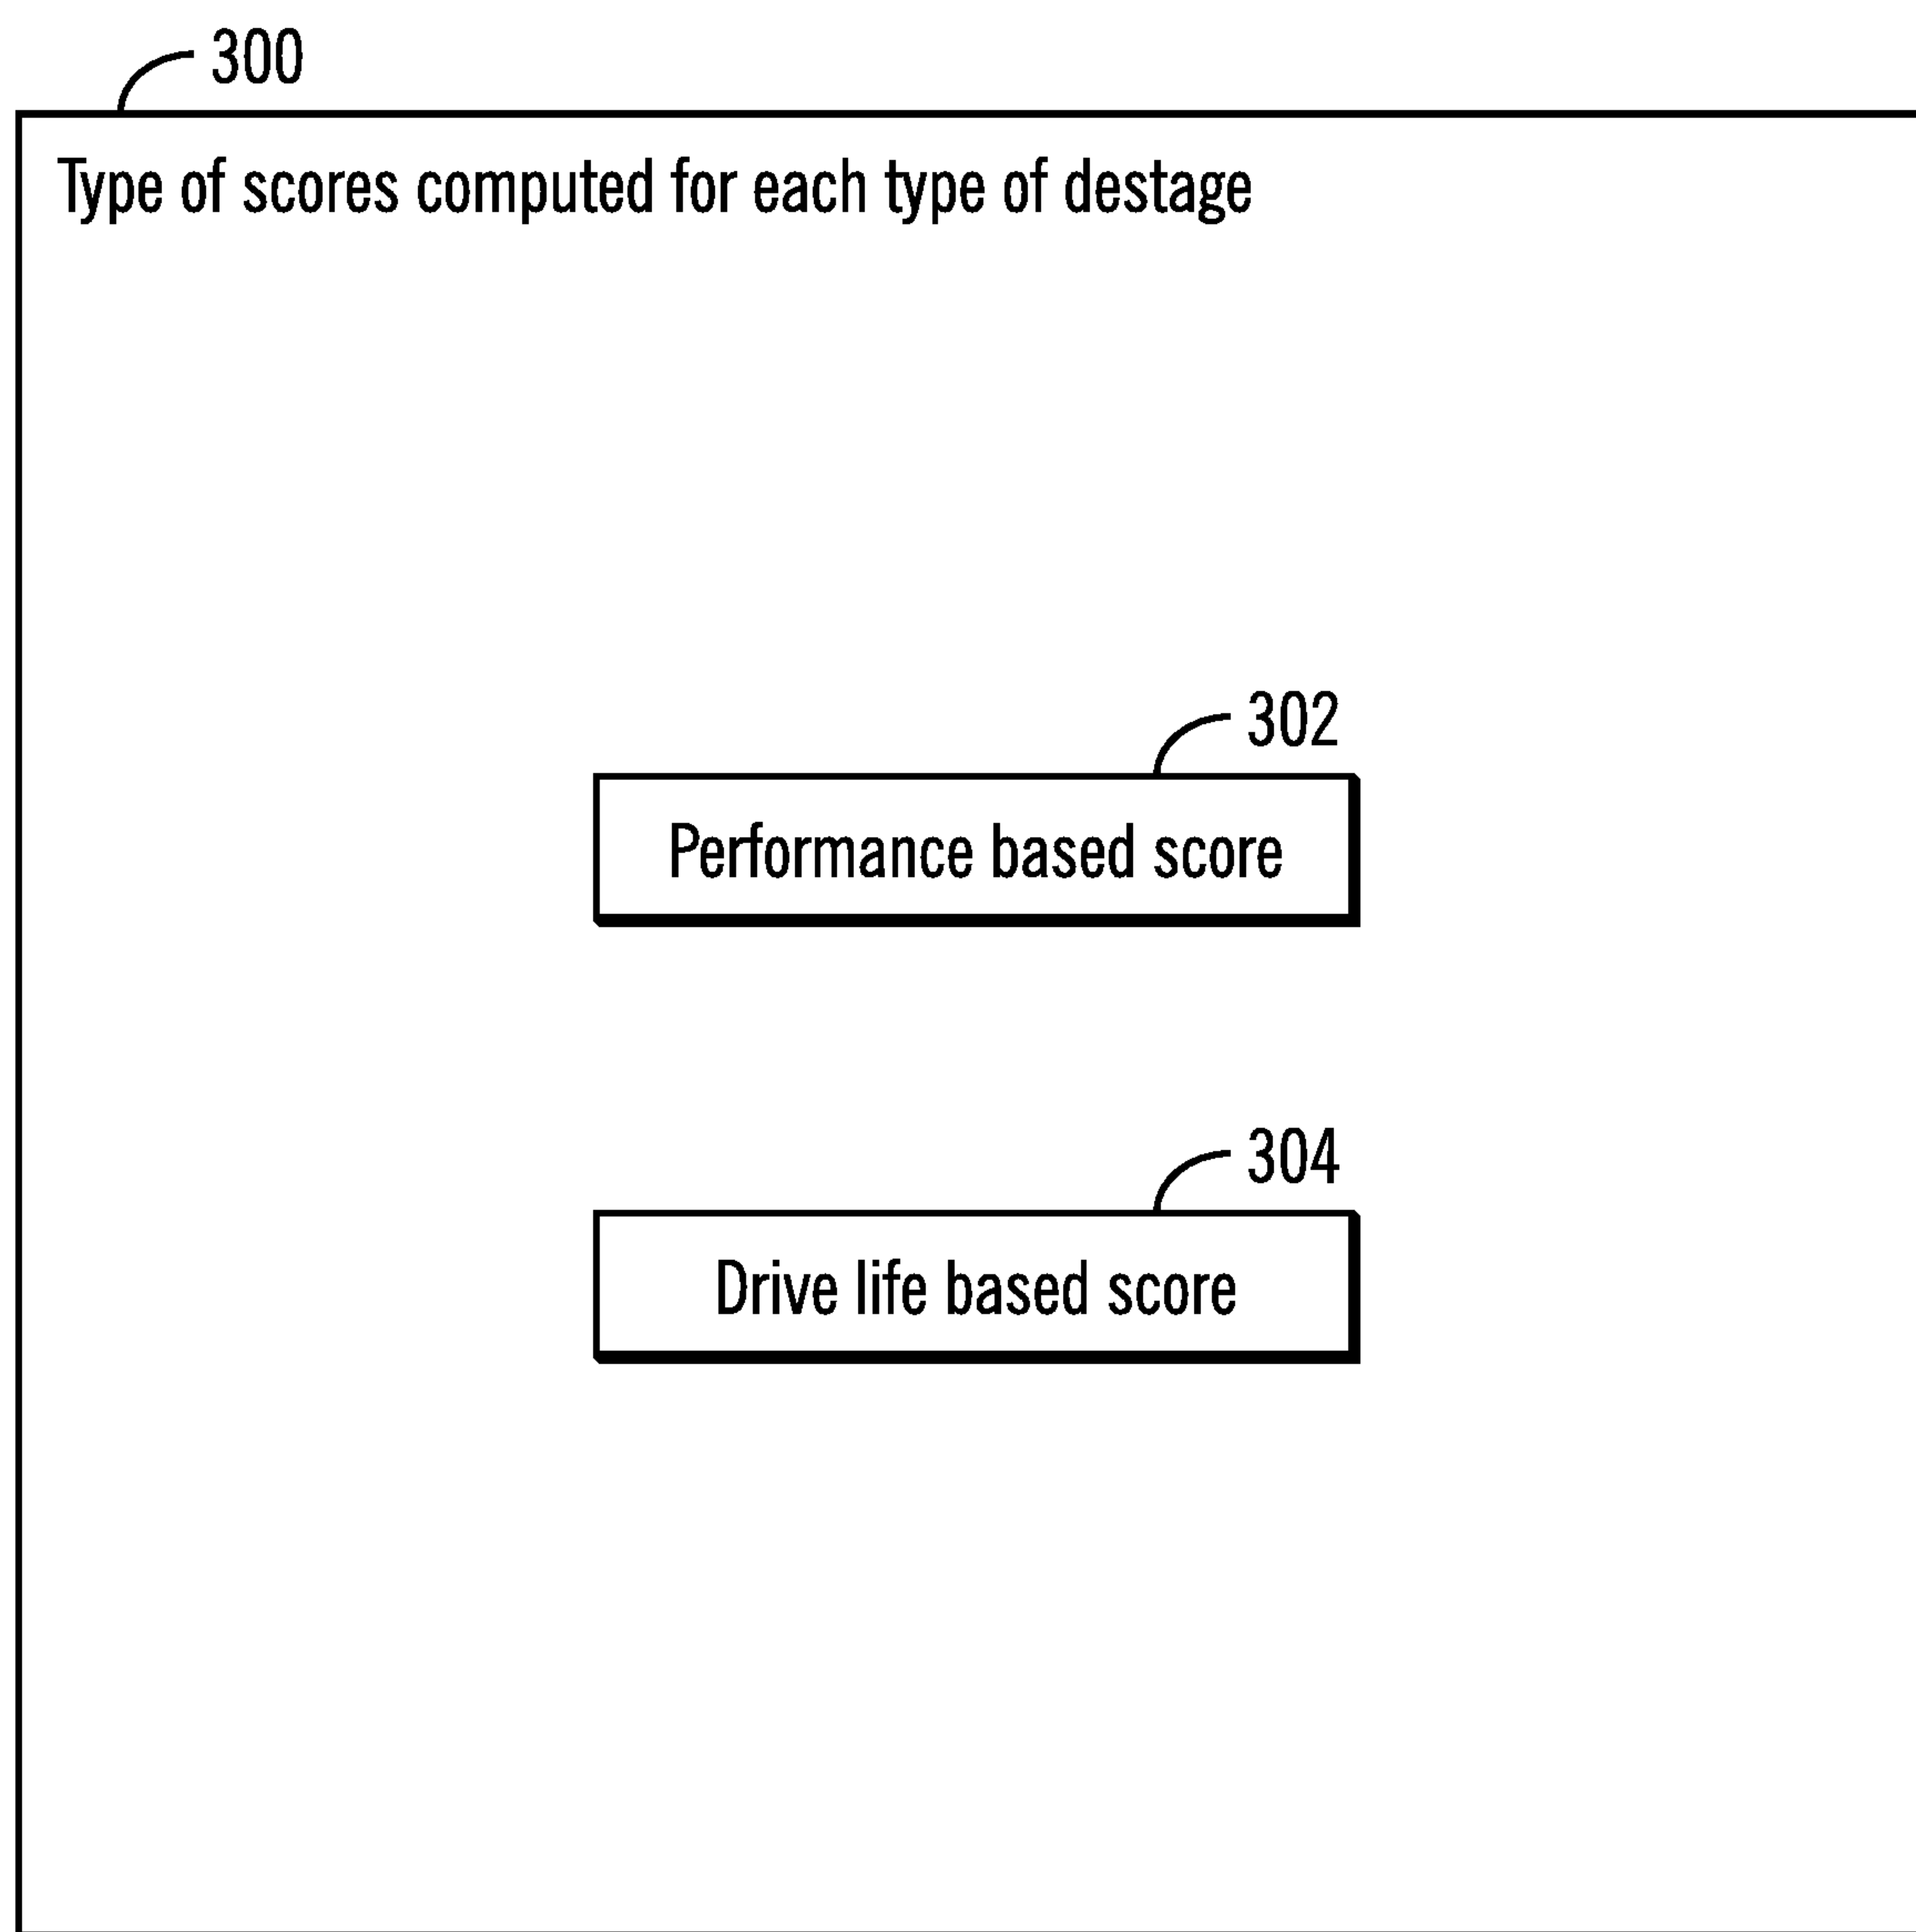 300
Type of scores computed for each type of destage
302
Performance based score
304
Drive life based score